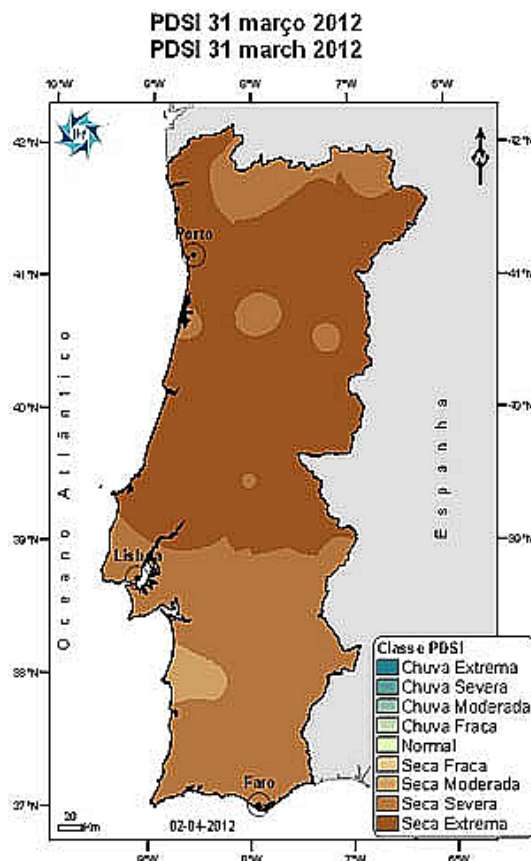 PDSI 31 março 2012
PDSI 31 march 2012
10°W 9°W 8°W 7°W 6°W
42°N 42°N
Porto
41°N 41°N
40°N 40°N
Oceano Atlântico
Espanha
39°N 39°N
Lisboa
38°N
Classe PDSI
Chuva Extrema
Chuva Severa
Chuva Moderada
Chuva Fraca
Normal
Seca Fraca
Seca Moderada
Seca Severa
Seca Extrema
Faro
37°N
20
Km
02-04-2012
9°W 8°W 7°W 6°W